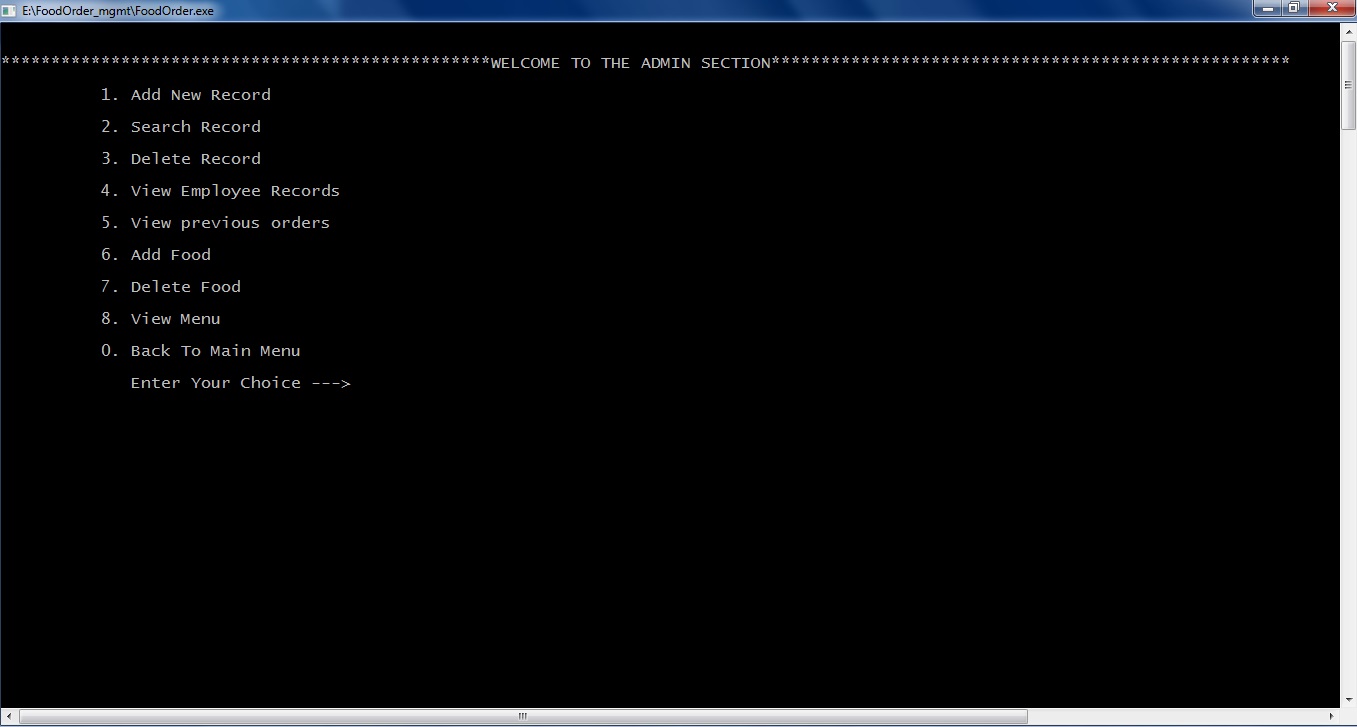 E:\FoodOrder_mgmt\FoodOrder.exe
*************************************************WELCOME TO THE ADMIN SECTION****************************************************
1. Add New Record
2. Search Record
3. Delete Record
4. View Employee Records
5. View previous orders
6. Add Food
7. Delete Food
8. View Menu
0. Back To Main Menu
Enter Your Choice --->